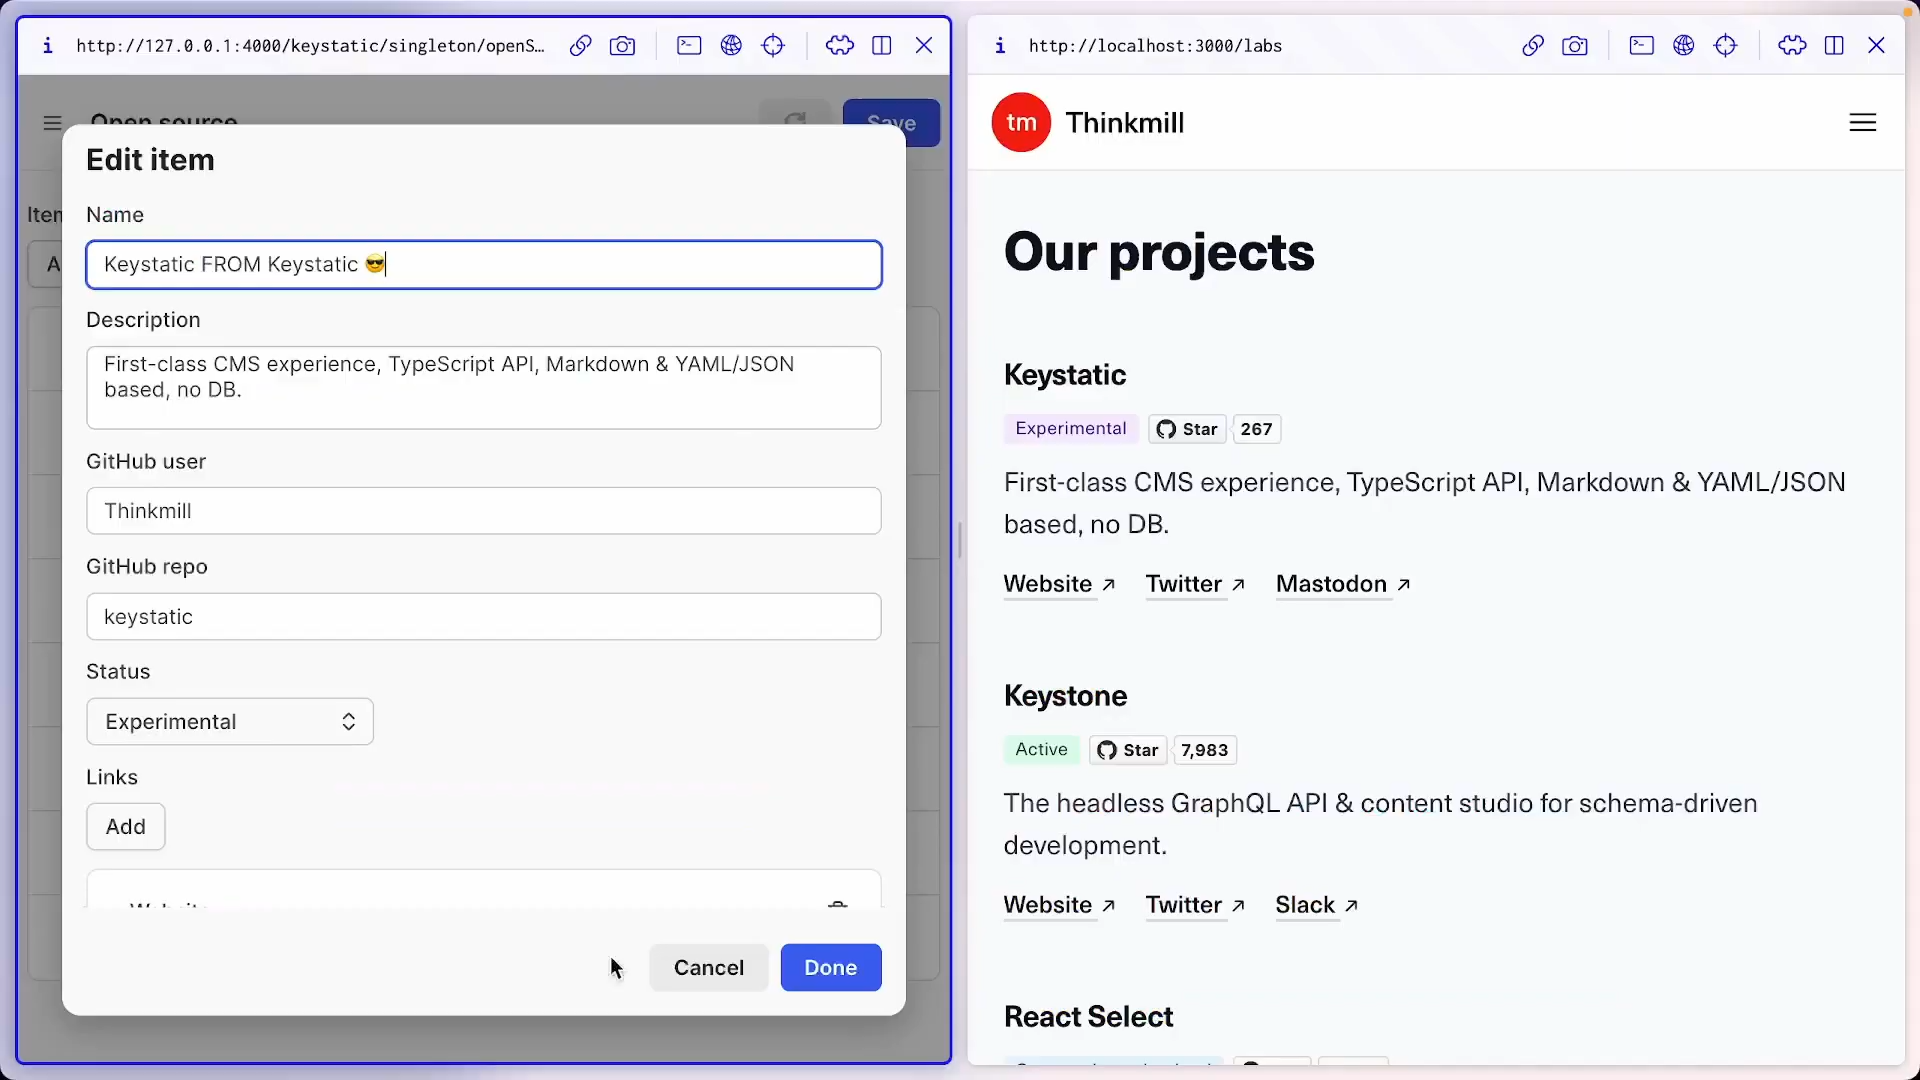 http://127.0.0.1:4000/keystatic/singleton/openS...
Open source
Save
Edit item
Name
Keystatic FROM Keystatic 😎
Description
First-class CMS experience, TypeScript API, Markdown & YAML/JSON
based, no DB.
GitHub user
Thinkmill
GitHub repo
keystatic
Status
Experimental
Links
Add
Website
Cancel
Done
http://localhost:3000/labs
tm
Thinkmill
Our projects
Keystatic
Experimental
Star
267
First-class CMS experience, TypeScript API, Markdown & YAML/JSON
based, no DB.
Website ↗ Twitter ↗ Mastodon ↗
Keystone
Active
Star
7,983
The headless GraphQL API & content studio for schema-driven
development.
Website ↗ Twitter ↗ Slack ↗
React Select